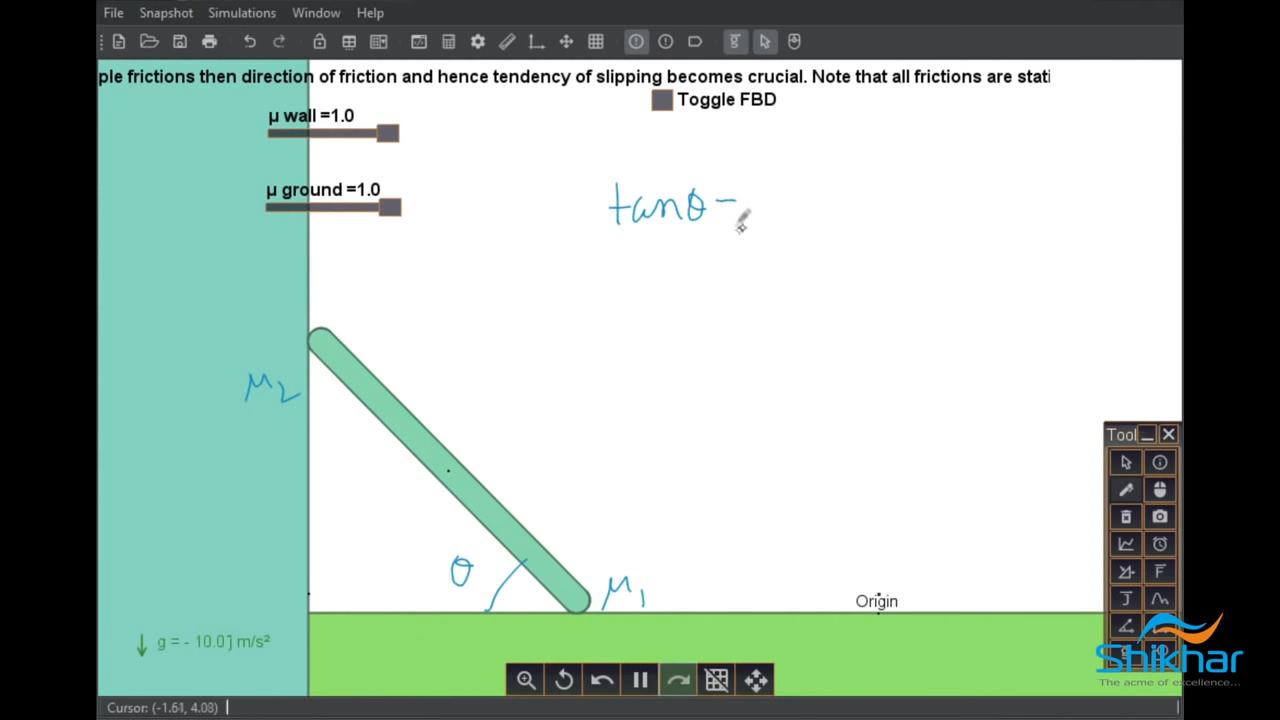 File Snapshot Simulations Window Help
ple frictions then direction of friction and hence tendency of slipping becomes crucial. Note that all frictions are stati
Toggle FBD
μ wall =1.0
μ ground =1.0
tanθ =
μ2
θ
μ1
Origin
g = - 10.0ĵ m/s²
Tool
Shikhar
The acme of excellence...
Cursor: (-1.61, 4.08)